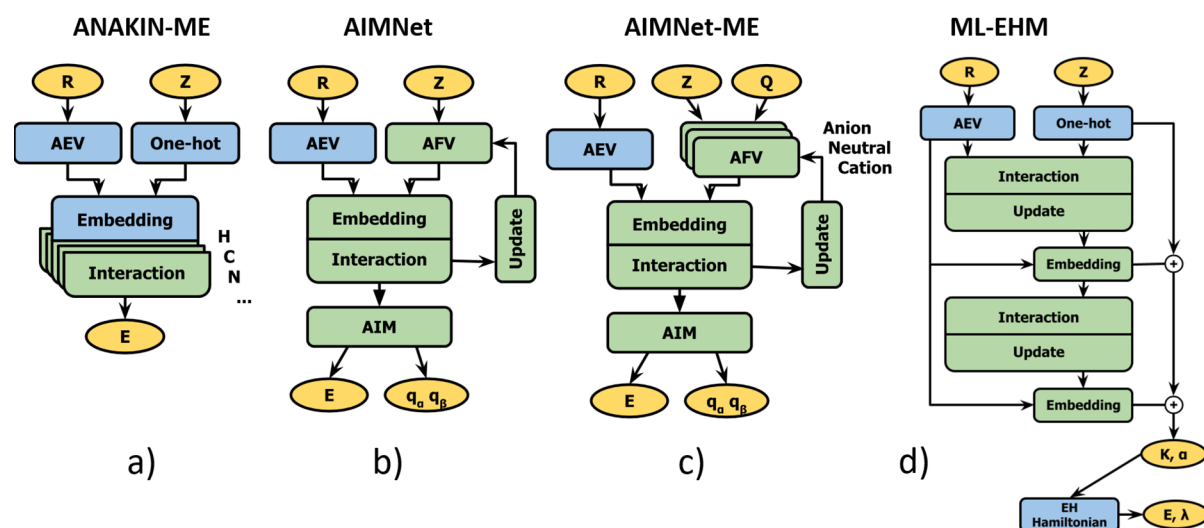 ANAKIN-ME
R
Z
AEV
One-hot
Embedding
Interaction
H
C
N
...
E
a)
AIMNet
R
Z
AEV
AFV
Embedding
Interaction
Update
AIM
E
qα qβ
b)
AIMNet-ME
R
Z
Q
AEV
AFV
Anion
Neutral
Cation
Embedding
Interaction
Update
AIM
E
qα qβ
c)
ML-EHM
R
Z
AEV
One-hot
Interaction
Update
Embedding
+
Interaction
Update
Embedding
+
K, α
EH
Hamiltonian
E, λ
d)